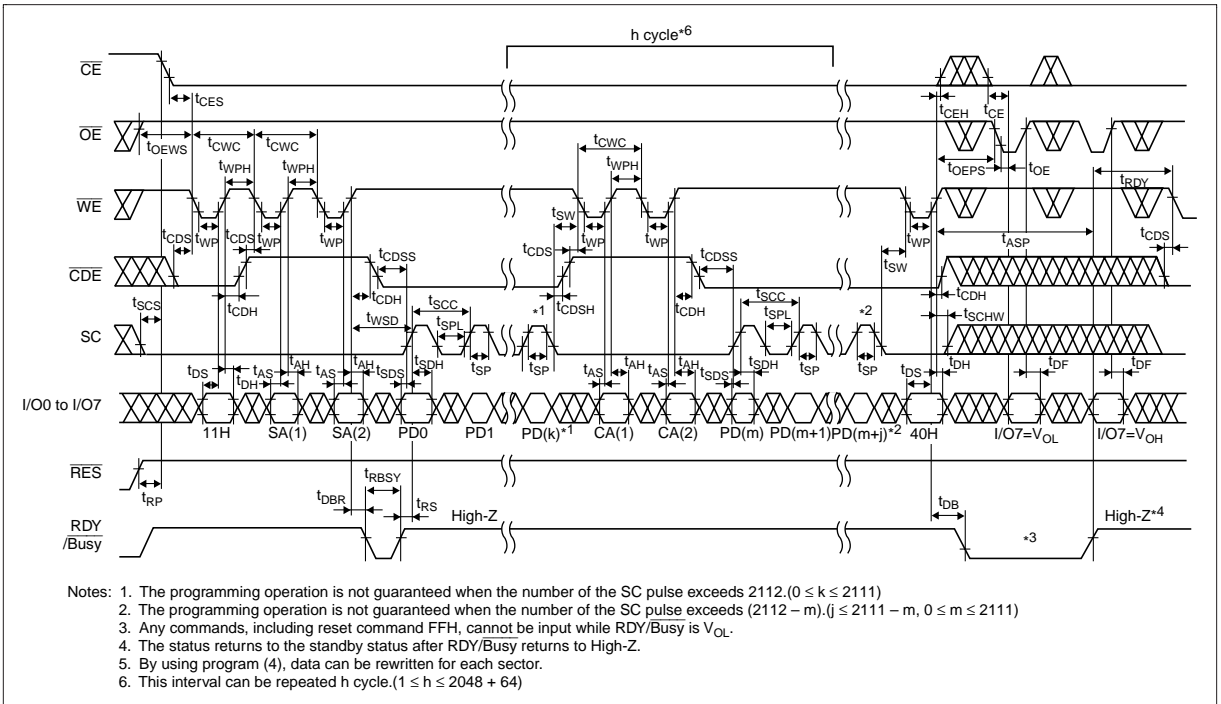 h cycle*6
CE
tCES
tCEH
tCE
OE
tOEWS
tCWC
tCWC
tCWC
tWPH
tWPH
tWPH
tOEPS
tOE
tRDY
WE
tCDS
tWP
tCDS
tWP
tWP
tSW
tWP
tWP
tCDS
tSW
tWP
tASP
tCDS
CDE
tSCS
tCDH
tCDSS
tCDH
tCDSH
tCDSS
tCDH
tCDH
tWSD
tSCC
tSPL
*1
tSCC
tSPL
*2
tSCHW
SC
tDS
tDH
tAS
tAH
tAS
tAH
tSDS
tSDH
tSP
tSP
tAS
tAH
tAS
tAH
tSDS
tSDH
tSP
tSP
tDS
tDH
tDF
tDF
I/O0 to I/O7
11H SA(1) SA(2) PD0 PD1 PD(k)*1 CA(1) CA(2) PD(m) PD(m+1) PD(m+j)*2 40H I/O7=VOL I/O7=VOH
RES
tRP
tDBR
tRBSY
tRS
tDB
RDY
/Busy
High-Z
*3
High-Z*4
Notes: 1. The programming operation is not guaranteed when the number of the SC pulse exceeds 2112.(0 ≤ k ≤ 2111)
2. The programming operation is not guaranteed when the number of the SC pulse exceeds (2112 – m).(j ≤ 2111 – m, 0 ≤ m ≤ 2111)
3. Any commands, including reset command FFH, cannot be input while RDY/Busy is VOL.
4. The status returns to the standby status after RDY/Busy returns to High-Z.
5. By using program (4), data can be rewritten for each sector.
6. This interval can be repeated h cycle.(1 ≤ h ≤ 2048 + 64)